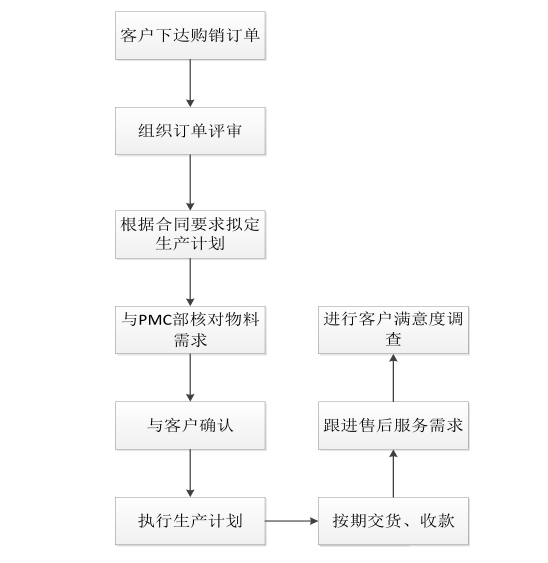 客户下达购销订单
组织订单评审
根据合同要求拟定
生产计划
与PMC部核对物料
需求
与客户确认
执行生产计划
按期交货、收款
跟进售后服务需求
进行客户满意度调
查